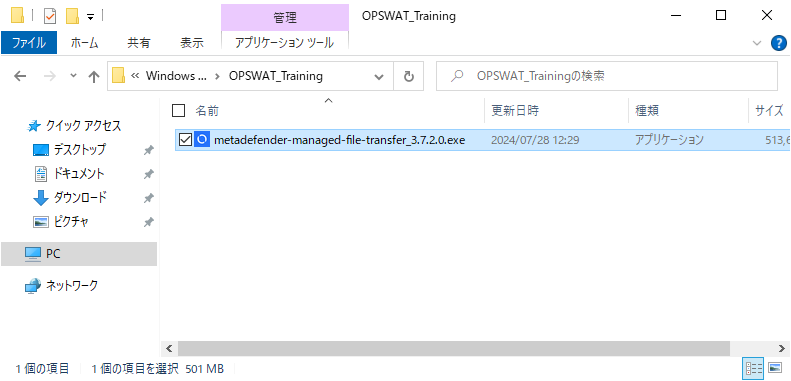 管理
OPSWAT_Training
ファイル
ホーム
共有
表示
アプリケーション ツール
Windows ...
OPSWAT_Training
OPSWAT_Trainingの検索
名前
更新日時
種類
サイズ
クイック アクセス
デスクトップ
ドキュメント
ダウンロード
ピクチャ
PC
ネットワーク
metadefender-managed-file-transfer_3.7.2.0.exe
2024/07/28 12:29
アプリケーション
513,6
1 個の項目
1 個の項目を選択 501 MB